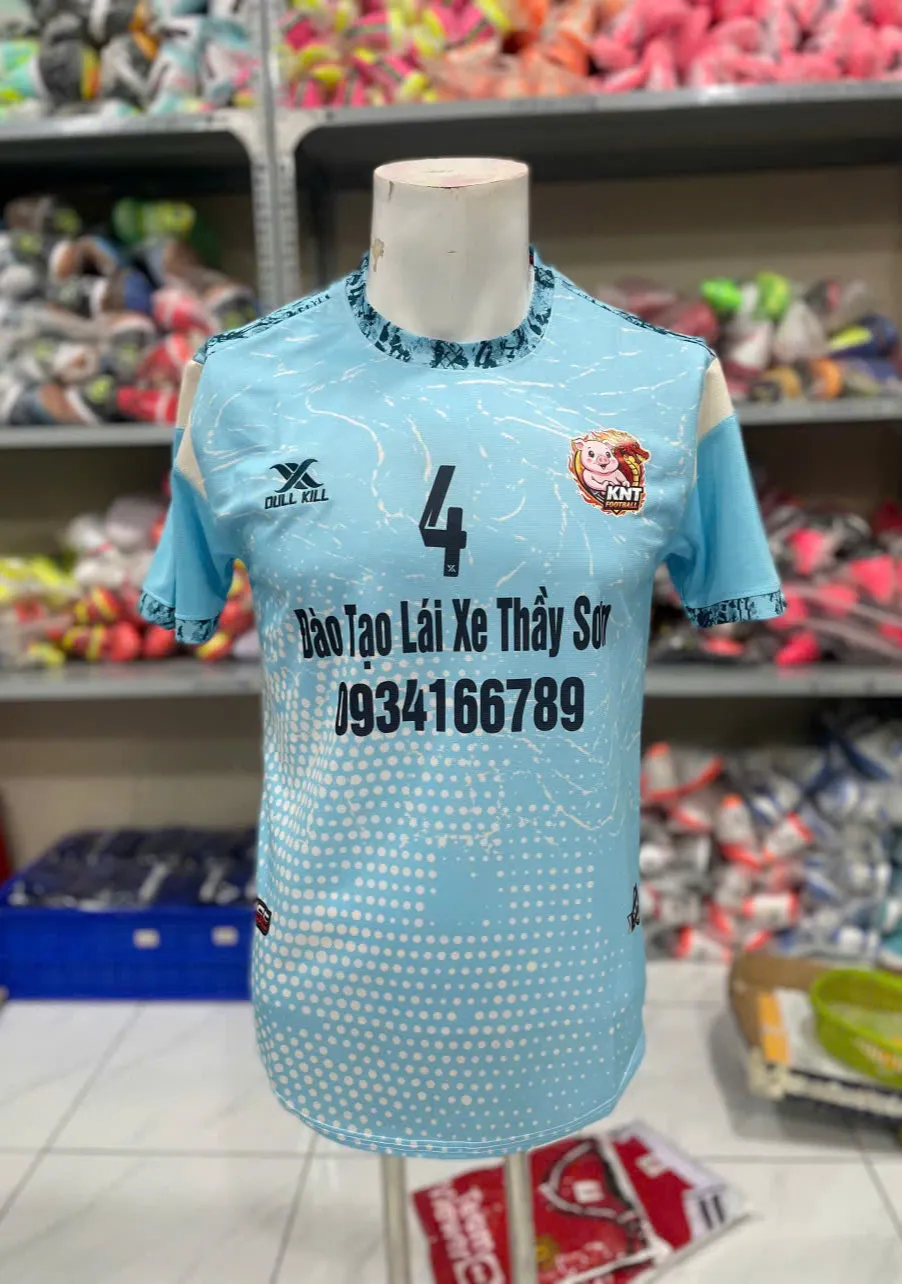 DULL KILL
4
KNT
FOOTBALL
Đào Tạo Lái Xe Thầy Sơn
0934166789